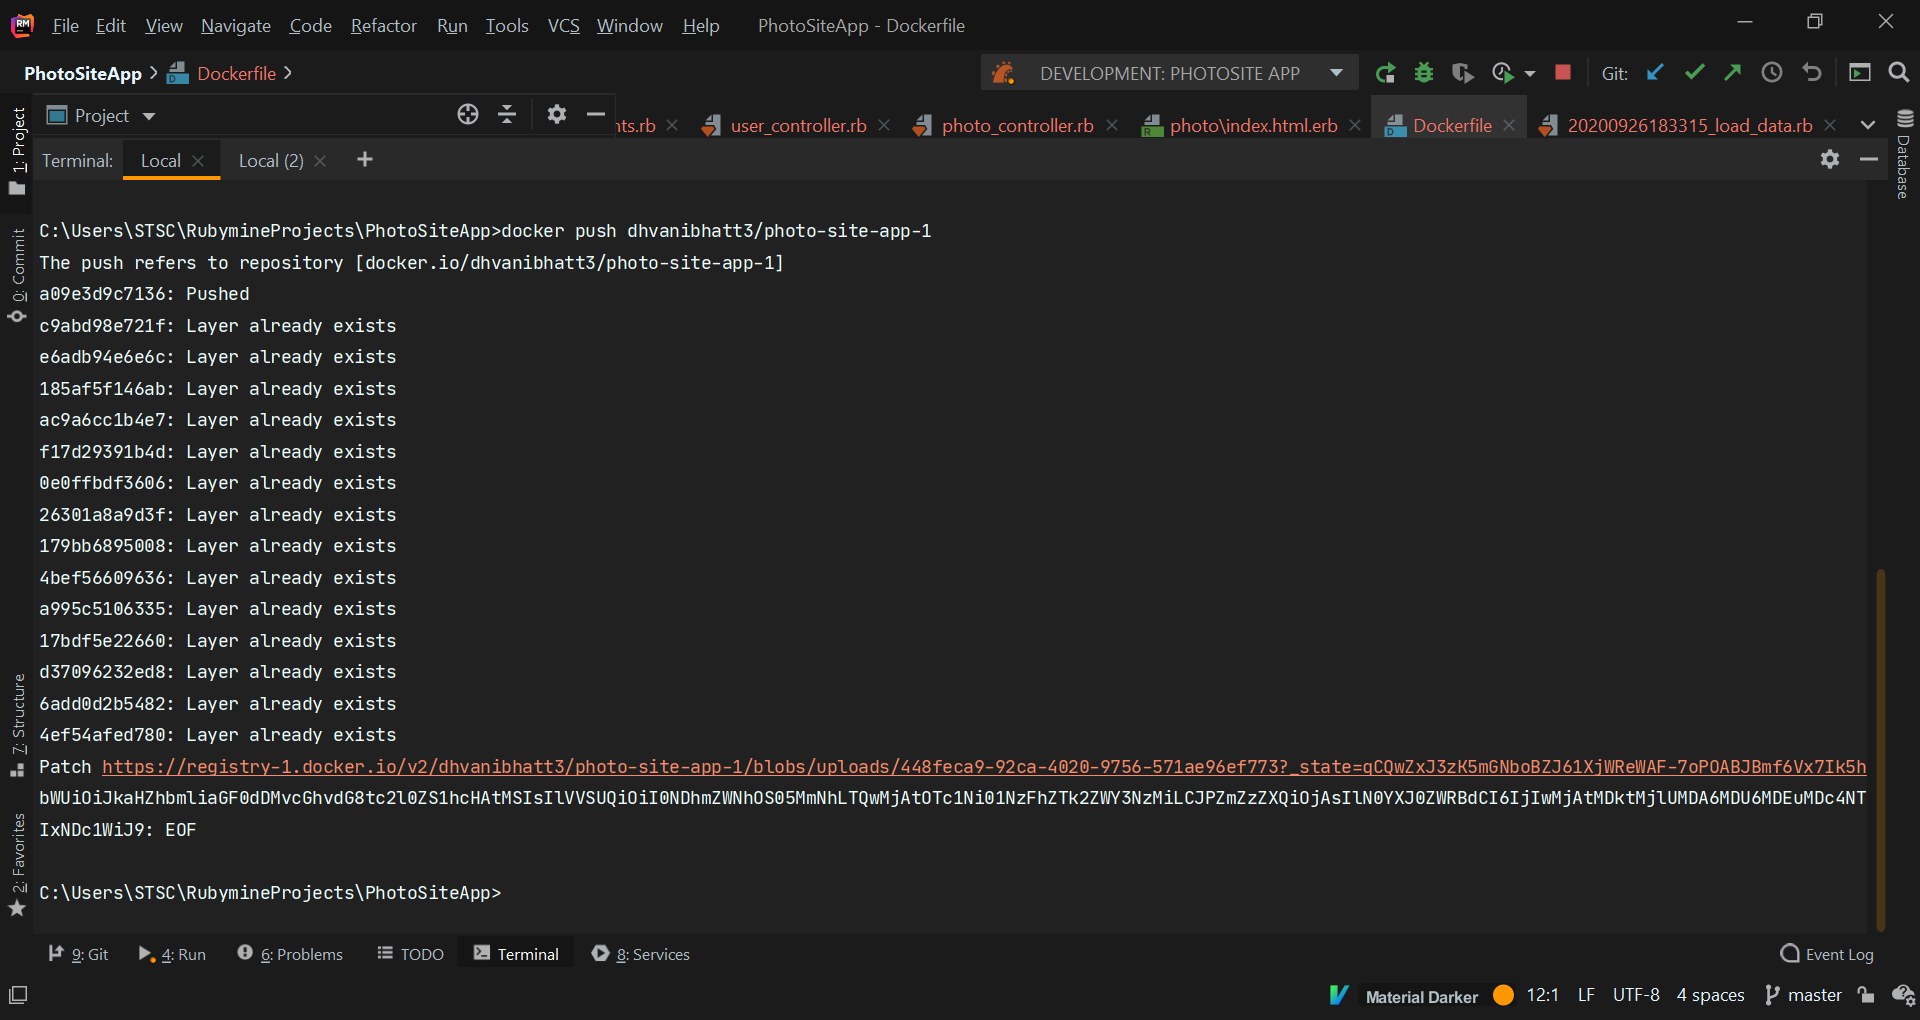 File Edit View Navigate Code Refactor Run Tools VCS Window Help PhotoSiteApp - Dockerfile
PhotoSiteApp Dockerfile DEVELOPMENT: PHOTOSITE APP Git:
Project nts.rb user_controller.rb photo_controller.rb photo\index.html.erb Dockerfile 20200926183315_load_data.rb
Terminal: Local Local (2) +
1: Project
0: Commit
7: Structure
2: Favorites
Database
C:\Users\STSC\RubymineProjects\PhotoSiteApp>docker push dhvanibhatt3/photo-site-app-1
The push refers to repository [docker.io/dhvanibhatt3/photo-site-app-1]
a09e3d9c7136: Pushed
c9abd98e721f: Layer already exists
e6adb94e6e6c: Layer already exists
185af5f146ab: Layer already exists
ac9a6cc1b4e7: Layer already exists
f17d29391b4d: Layer already exists
0e0ffbdf3606: Layer already exists
26301a8a9d3f: Layer already exists
179bb6895008: Layer already exists
4bef56609636: Layer already exists
a995c5106335: Layer already exists
17bdf5e22660: Layer already exists
d37096232ed8: Layer already exists
6add0d2b5482: Layer already exists
4ef54afed780: Layer already exists
Patch https://registry-1.docker.io/v2/dhvanibhatt3/photo-site-app-1/blobs/uploads/448feca9-92ca-4020-9756-571ae96ef773?_state=qCQwZxJ3zK5mGNboBZJ61XjWReWAF-7oPOABJBmf6Vx7Ik5h
bWUiOiJkaHZhbmliaGF0dDMvcGhvdG8tc2l0ZS1hcHAtMSIsIlVVSUQiOiI0NDhmZWNhOS05MmNhLTQwMjAtOTc1Ni01NzFhZTk2ZWY3NzMiLCJPZmZzZXQiOjAsIlN0YXJ0ZWRBdCI6IjIwMjAtMDktMjlUMDA6MDU6MDEuMDc4NT
IxNDc1WiJ9: EOF
C:\Users\STSC\RubymineProjects\PhotoSiteApp>
9: Git 4: Run 6: Problems TODO Terminal 8: Services Event Log
Material Darker 12:1 LF UTF-8 4 spaces master